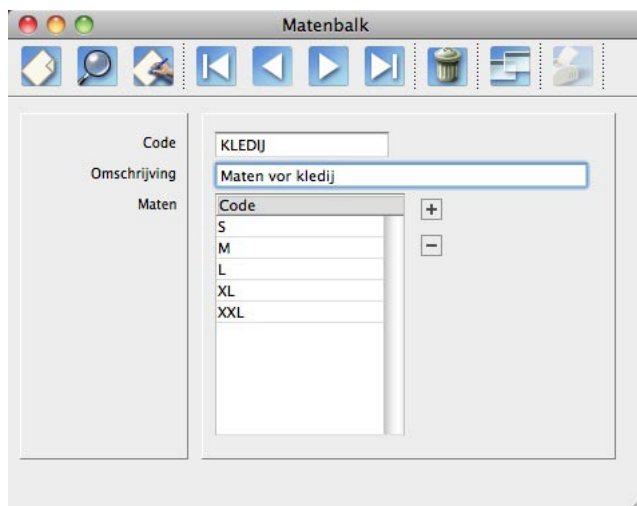 Matenbalk
Code KLEDIJ
Omschrijving Maten vor kledij
Maten Code
S
M
L
XL
XXL